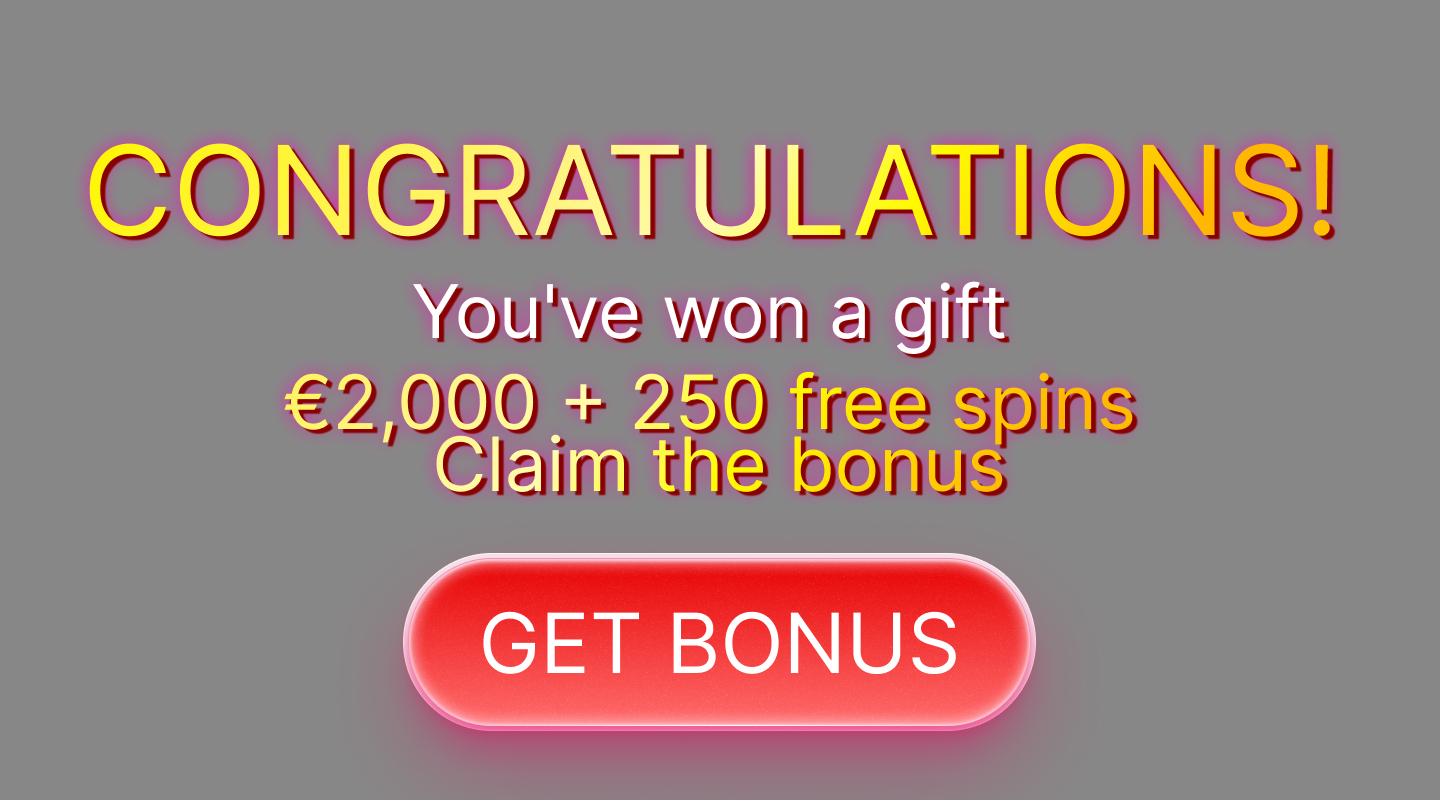 CONGRATULATIONS!
You've won a gift
€2,000 + 250 free spins
Claim the bonus
GET BONUS